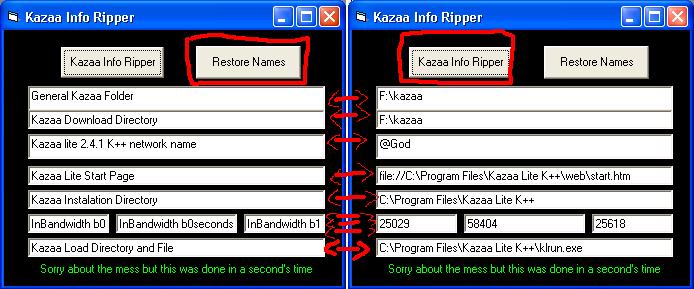 Kazaa Info Ripper
Kazaa Info Ripper
Restore Names
General Kazaa Folder
Kazaa Download Directory
Kazaa lite 2.4.1 K++ network name
Kazaa Lite Start Page
Kazaa Instalation Directory
InBandwidth b0
InBandwidth b0seconds
InBandwidth b1
Kazaa Load Directory and File
Sorry about the mess but this was done in a second's time
Kazaa Info Ripper
Kazaa Info Ripper
Restore Names
F:\kazaa
F:\kazaa
@God
file://C:\Program Files\Kazaa Lite K++\web\start.htm
C:\Program Files\Kazaa Lite K++
25029
58404
25618
C:\Program Files\Kazaa Lite K++\klrun.exe
Sorry about the mess but this was done in a second's time